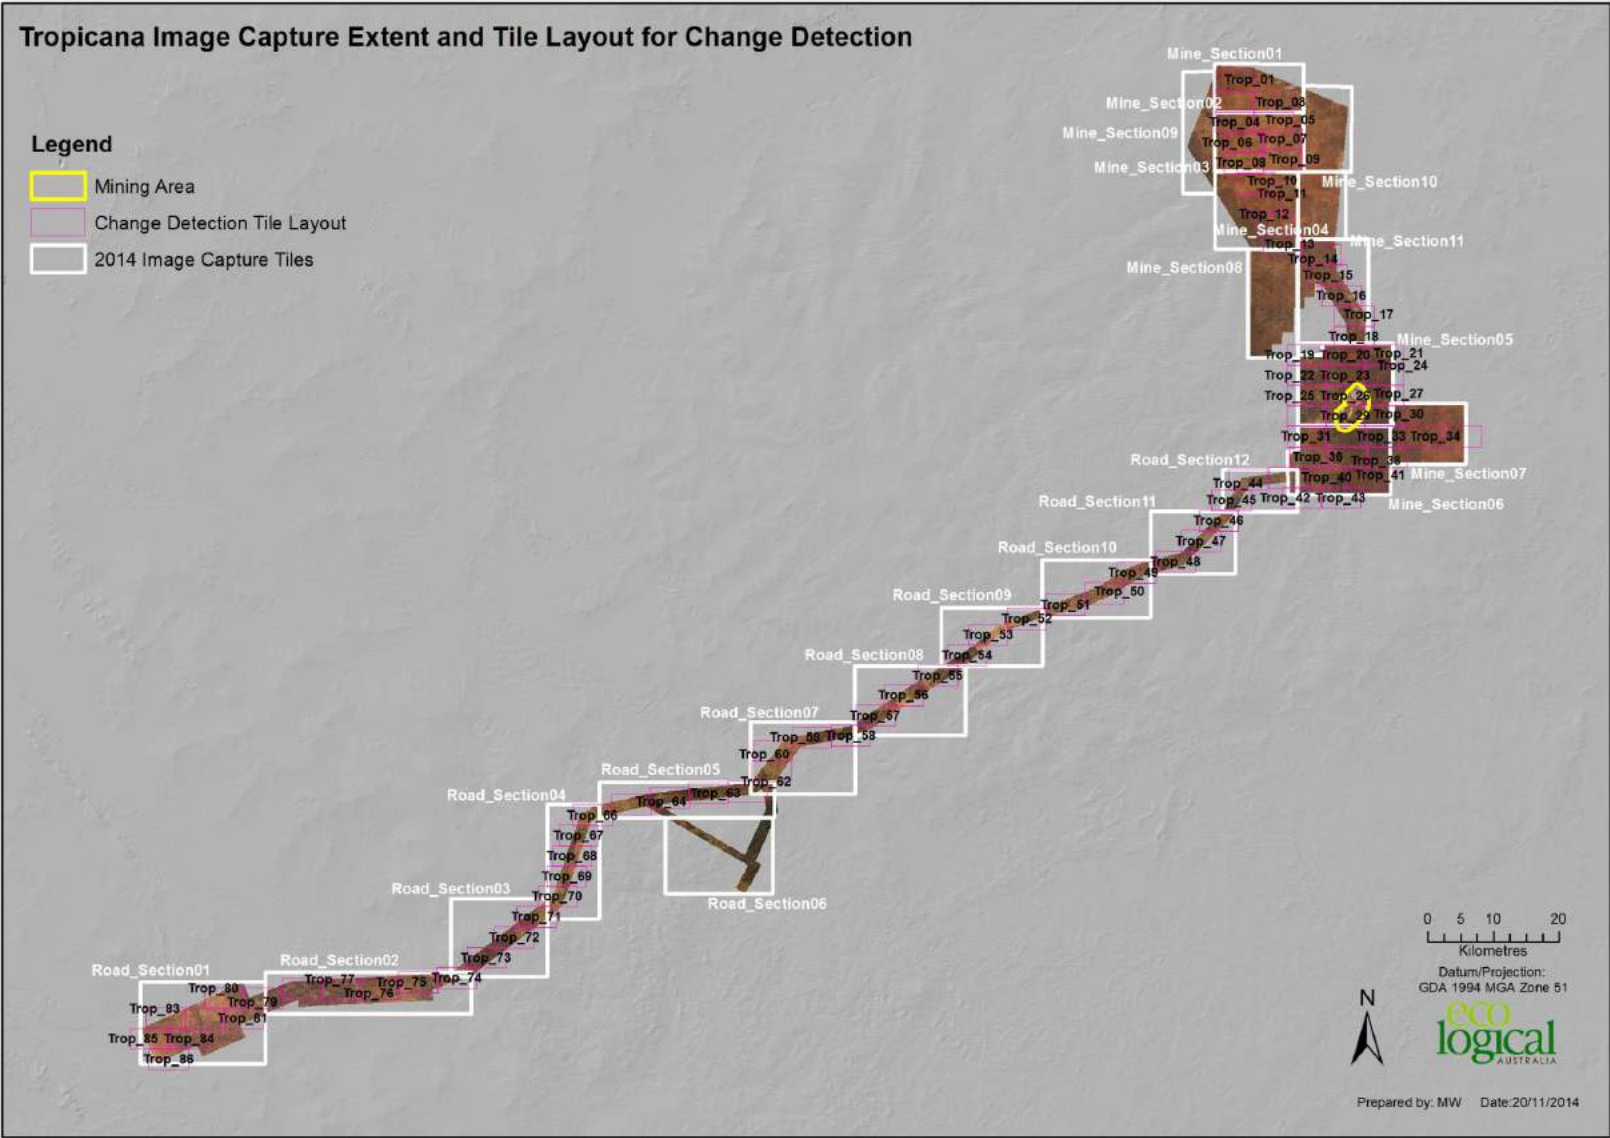 Tropicana Image Capture Extent and Tile Layout for Change Detection
Legend
Mining Area
Change Detection Tile Layout
2014 Image Capture Tiles
Mine_Section01
Trop_01
Mine_Section02
Trop_03
Mine_Section09
Trop_04
Trop_05
Trop_06
Trop_07
Mine_Section03
Trop_08
Trop_09
Trop_10
Mine_Section10
Trop_11
Trop_12
Mine_Section04
Trop_13
Mine_Section11
Trop_14
Mine_Section08
Trop_15
Trop_16
Trop_17
Trop_18
Mine_Section05
Trop_19
Trop_20
Trop_21
Trop_24
Trop_22
Trop_23
Trop_25
Trop_26
Trop_27
Trop_29
Trop_30
Trop_31
Trop_33
Trop_34
Trop_36
Trop_38
Road_Section12
Trop_40
Trop_41
Mine_Section07
Trop_44
Trop_45
Trop_42
Trop_43
Mine_Section06
Road_Section11
Trop_46
Trop_47
Road_Section10
Trop_48
Trop_49
Trop_50
Road_Section09
Trop_51
Trop_52
Trop_53
Road_Section08
Trop_54
Trop_55
Trop_56
Road_Section07
Trop_57
Trop_58
Trop_60
Road_Section05
Trop_62
Road_Section04
Trop_63
Trop_64
Trop_66
Trop_67
Trop_68
Trop_69
Road_Section03
Trop_70
Road_Section06
Trop_71
Trop_72
Trop_73
Road_Section01
Road_Section02
Trop_74
Trop_77
Trop_75
Trop_76
Trop_80
Trop_79
Trop_83
Trop_81
Trop_85
Trop_84
Trop_86
0 5 10 20
Kilometres
Datum/Projection:
GDA 1994 MGA Zone 51
N
eco
logical
AUSTRALIA
Prepared by: MW Date:20/11/2014